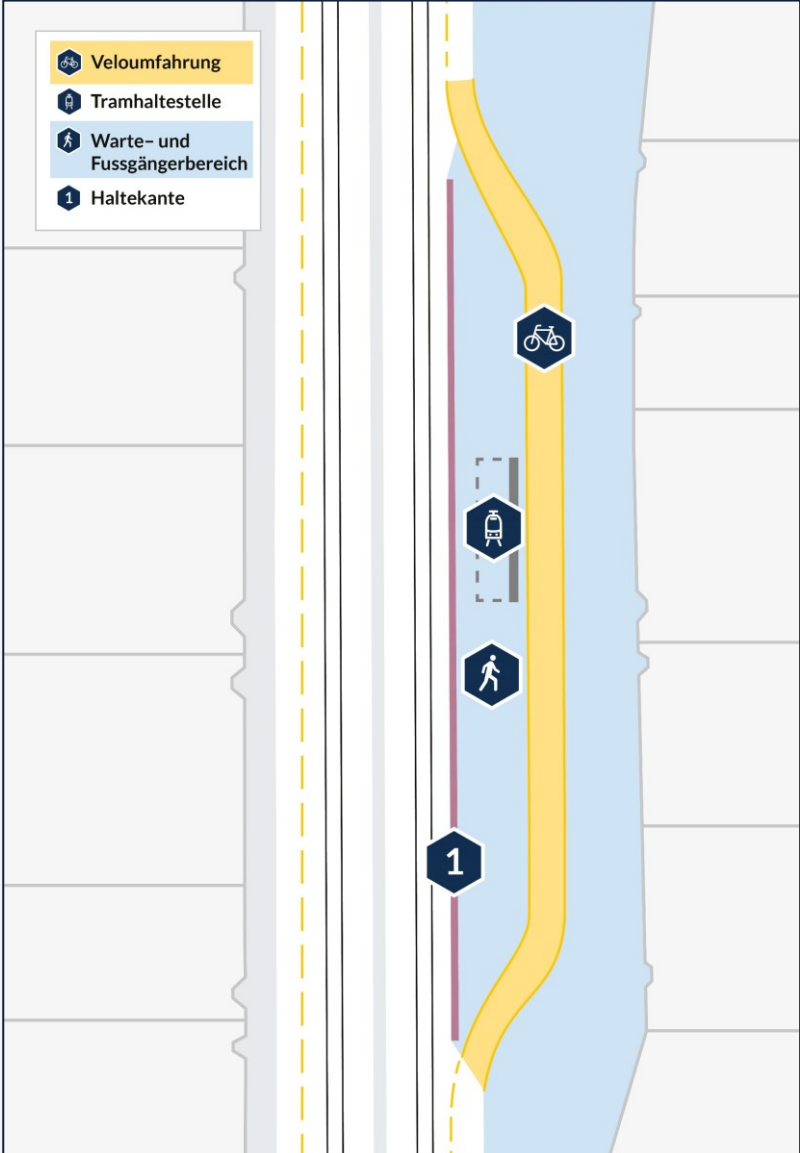 Veloumfahrung
Tramhaltestelle
Warte– und
Fussgängerbereich
1 Haltekante
1